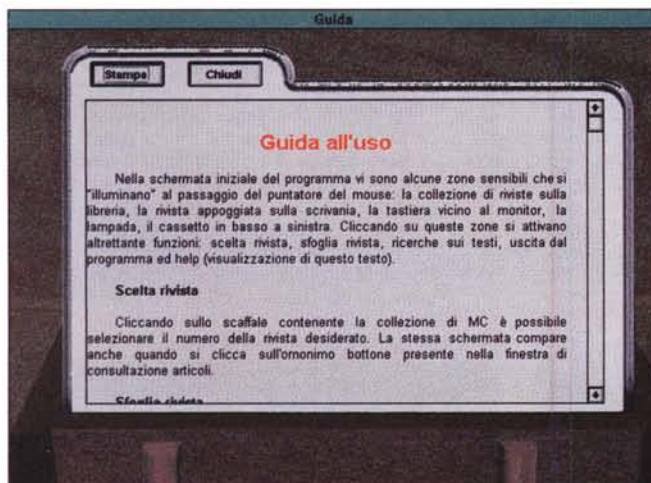 Guida
Stampa Chiudi
Guida all'uso
Nella schermata iniziale del programma vi sono alcune zone sensibili che si
"illuminano" al passaggio del puntatore del mouse: la collezione di riviste sulla
libreria, la rivista appoggiata sulla scrivania, la tastiera vicino al monitor, la
lampada, il cassetto in basso a sinistra. Cliccando su queste zone si attivano
altrettante funzioni: scelta rivista, sfoglia rivista, ricerche sui testi, uscita dal
programma ed help (visualizzazione di questo testo).
Scelta rivista
Cliccando sullo scaffale contenente la collezione di MC è possibile
selezionare il numero della rivista desiderato. La stessa schermata compare
anche quando si clicca sull'omonimo bottone presente nella finestra di
consultazione articoli.
Sfoglia rivista